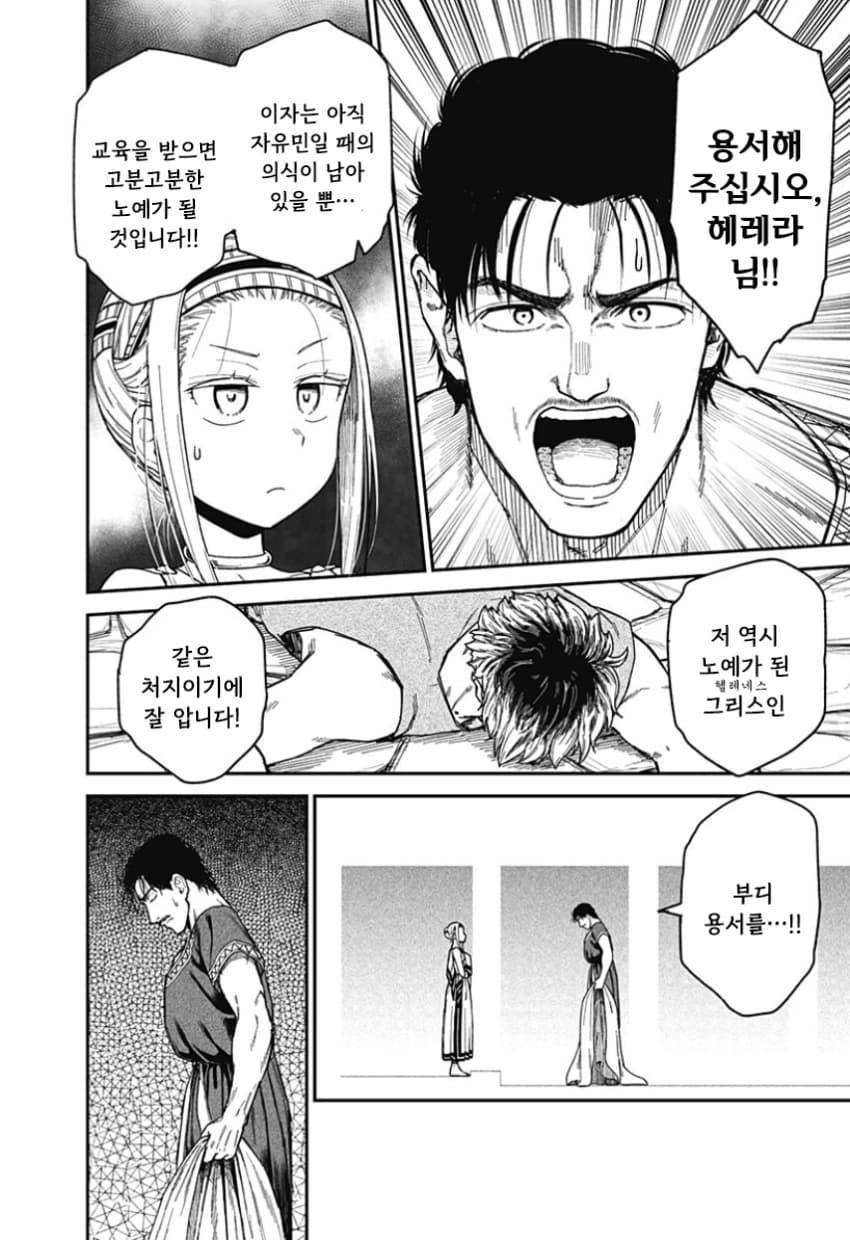 용서해
주십시오,
헤레라
님!!
이자는 아직
자유민일 때의
의식이 남아
있을 뿐…
교육을 받으면
고분고분한
노예가 될
것입니다!!
저 역시
노예가 된
헬레네스
그리스인
같은
처지이기에
잘 압니다!
부디
용서를…!!